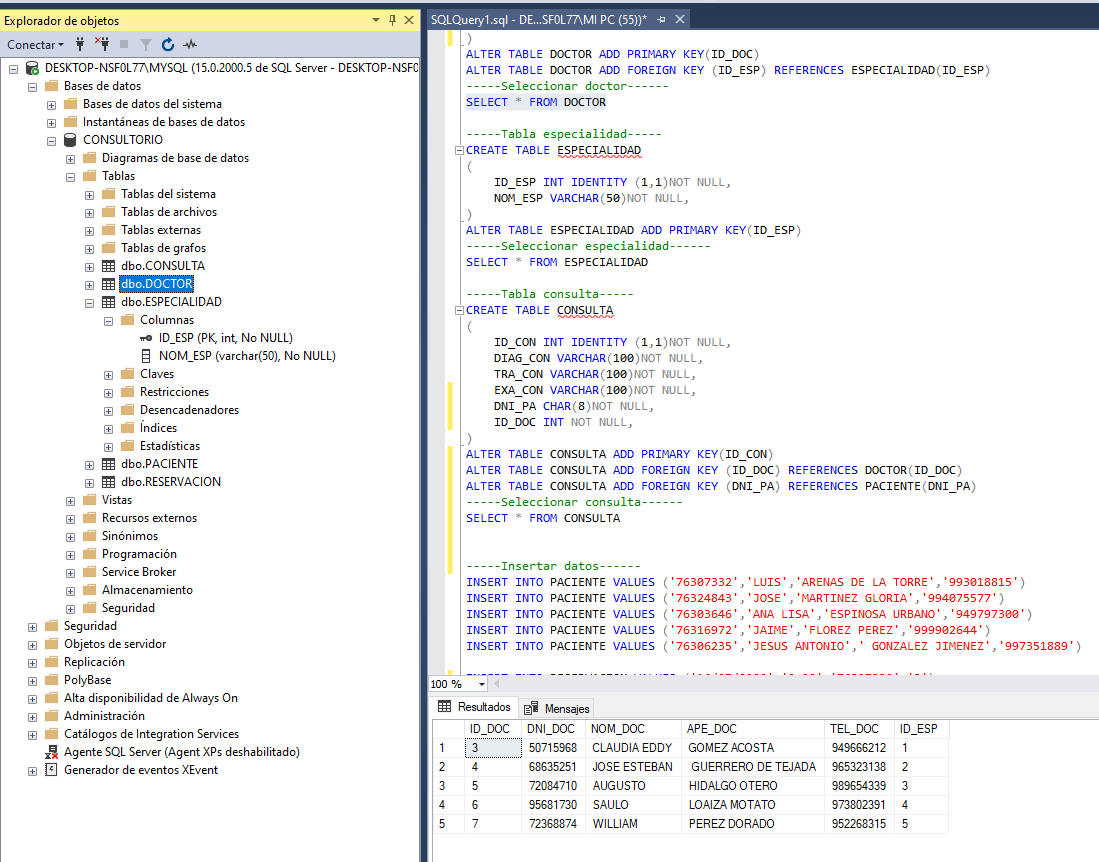 Explorador de objetos
Conectar
DESKTOP-NSF0L77\MYSQL (15.0.2000.5 de SQL Server - DESKTOP-NSF0
Bases de datos
Bases de datos del sistema
Instantáneas de bases de datos
CONSULTORIO
Diagramas de base de datos
Tablas
Tablas del sistema
Tablas de archivos
Tablas externas
Tablas de grafos
dbo.CONSULTA
dbo.DOCTOR
dbo.ESPECIALIDAD
Columnas
ID_ESP (PK, int, No NULL)
NOM_ESP (varchar(50), No NULL)
Claves
Restricciones
Desencadenadores
Índices
Estadísticas
dbo.PACIENTE
dbo.RESERVACION
Vistas
Recursos externos
Sinónimos
Programación
Service Broker
Almacenamiento
Seguridad
Seguridad
Objetos de servidor
Replicación
PolyBase
Alta disponibilidad de Always On
Administración
Catálogos de Integration Services
Agente SQL Server (Agent XPs deshabilitado)
Generador de eventos XEvent
SQLQuery1.sql - DE...SF0L77\MI PC (55))*
)
ALTER TABLE DOCTOR ADD PRIMARY KEY(ID_DOC)
ALTER TABLE DOCTOR ADD FOREIGN KEY (ID_ESP) REFERENCES ESPECIALIDAD(ID_ESP)
-----Seleccionar doctor------
SELECT * FROM DOCTOR
-----Tabla especialidad-----
CREATE TABLE ESPECIALIDAD
(
ID_ESP INT IDENTITY (1,1)NOT NULL,
NOM_ESP VARCHAR(50)NOT NULL,
)
ALTER TABLE ESPECIALIDAD ADD PRIMARY KEY(ID_ESP)
-----Seleccionar especialidad------
SELECT * FROM ESPECIALIDAD
-----Tabla consulta-----
CREATE TABLE CONSULTA
(
ID_CON INT IDENTITY (1,1)NOT NULL,
DIAG_CON VARCHAR(100)NOT NULL,
TRA_CON VARCHAR(100)NOT NULL,
EXA_CON VARCHAR(100)NOT NULL,
DNI_PA CHAR(8)NOT NULL,
ID_DOC INT NOT NULL,
)
ALTER TABLE CONSULTA ADD PRIMARY KEY(ID_CON)
ALTER TABLE CONSULTA ADD FOREIGN KEY (ID_DOC) REFERENCES DOCTOR(ID_DOC)
ALTER TABLE CONSULTA ADD FOREIGN KEY (DNI_PA) REFERENCES PACIENTE(DNI_PA)
-----Seleccionar consulta------
SELECT * FROM CONSULTA
-----Insertar datos------
INSERT INTO PACIENTE VALUES ('76307332','LUIS','ARENAS DE LA TORRE','993018815')
INSERT INTO PACIENTE VALUES ('76324843','JOSE','MARTINEZ GLORIA','994075577')
INSERT INTO PACIENTE VALUES ('76303646','ANA LISA','ESPINOSA URBANO','949797300')
INSERT INTO PACIENTE VALUES ('76316972','JAIME','FLOREZ PEREZ','999902644')
INSERT INTO PACIENTE VALUES ('76306235','JESUS ANTONIO',' GONZALEZ JIMENEZ','997351889')
100 %
Resultados Mensajes
ID_DOC DNI_DOC NOM_DOC APE_DOC TEL_DOC ID_ESP
1 3 50715968 CLAUDIA EDDY GOMEZ ACOSTA 949666212 1
2 4 68635251 JOSE ESTEBAN GUERRERO DE TEJADA 965323138 2
3 5 72084710 AUGUSTO HIDALGO OTERO 989654339 3
4 6 95681730 SAULO LOAIZA MOTATO 973802391 4
5 7 72368874 WILLIAM PEREZ DORADO 952268315 5